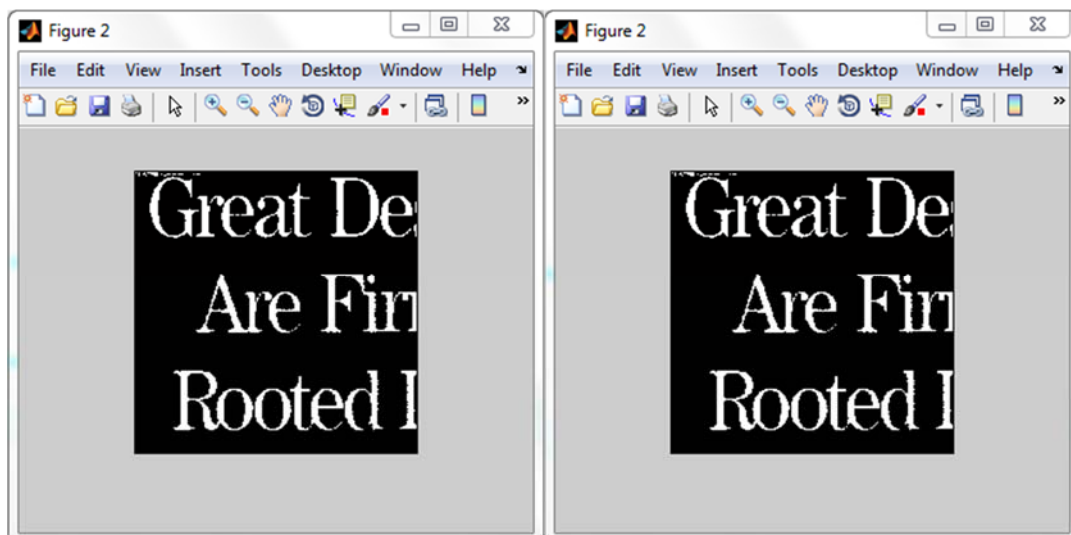 Figure 2
File Edit View Insert Tools Desktop Window Help
Great De
Are Fir
Rooted I
Figure 2
File Edit View Insert Tools Desktop Window Help
Great De
Are Fir
Rooted I